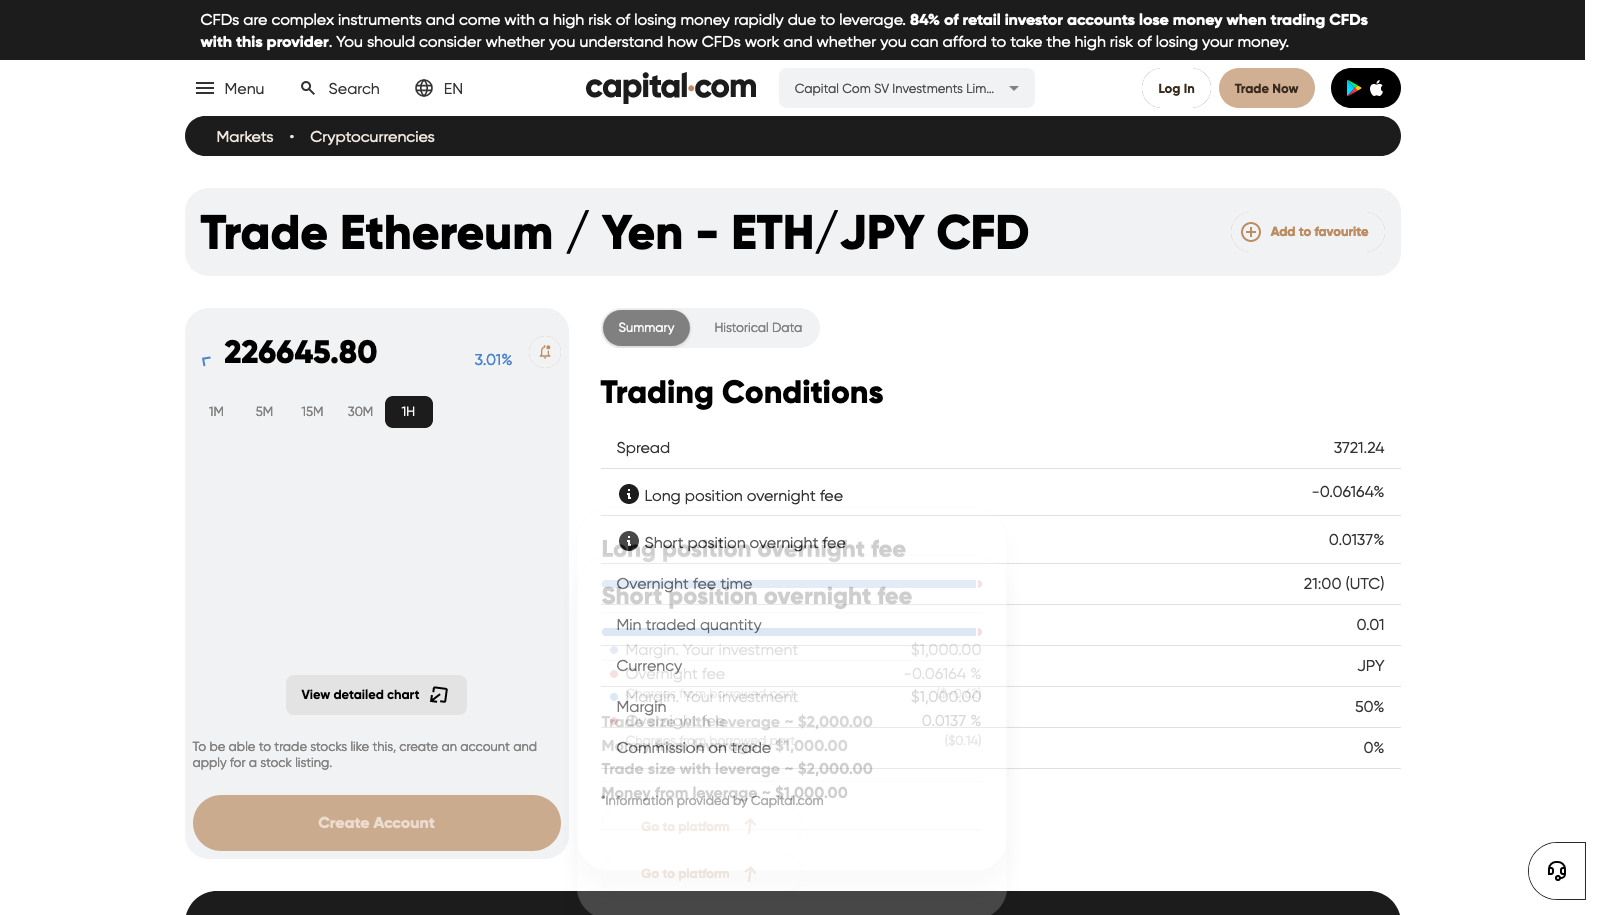 CFDs are complex instruments and come with a high risk of losing money rapidly due to leverage. 84% of retail investor accounts lose money when trading CFDs
with this provider. You should consider whether you understand how CFDs work and whether you can afford to take the high risk of losing your money.
Menu Search EN capital.com Capital Com SV Investments Lim... Log In Trade Now
Markets • Cryptocurrencies
Trade Ethereum / Yen - ETH/JPY CFD
Add to favourite
226645.80 3.01%
1M 5M 15M 30M 1H
View detailed chart
To be able to trade stocks like this, create an account and
apply for a stock listing.
Create Account
Summary Historical Data
Trading Conditions
Spread 3721.24
Long position overnight fee -0.06164%
Short position overnight fee 0.0137%
Overnight fee time 21:00 (UTC)
Min traded quantity 0.01
Currency JPY
Margin 50%
Commission on trade 0%
*Information provided by Capital.com
Long position overnight fee
Margin. Your investment $1,000.00
Overnight fee -0.06164 %
Charges from borrowed part
Trade size with leverage ~ $2,000.00
Money from leverage ~ $1,000.00
Go to platform
Short position overnight fee
Margin. Your investment $1,000.00
Overnight fee 0.0137 %
Charges from borrowed part ($0.14)
Trade size with leverage ~ $2,000.00
Money from leverage ~ $1,000.00
Go to platform